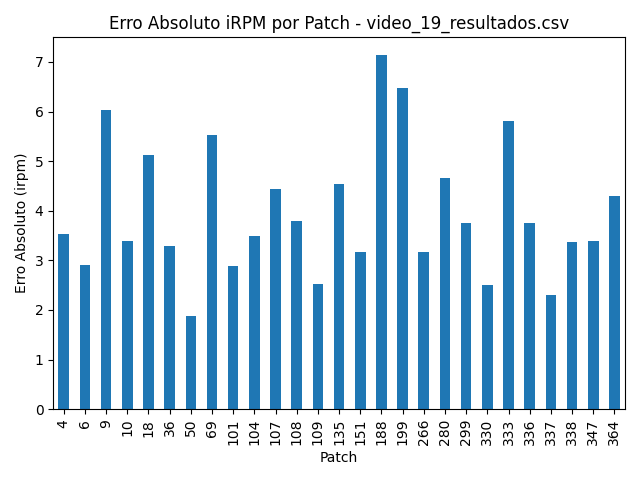 Erro Absoluto iRPM por Patch - video_19_resultados.csv
Erro Absoluto (irpm)
7
6
5
4
3
2
1
0
4 6 9 10 18 36 50 69 101 104 107 108 109 135 151 188 199 266 280 299 330 333 336 337 338 347 364
Patch